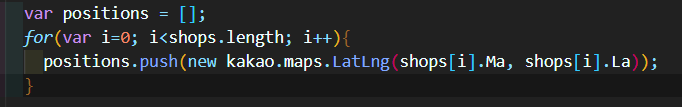 var positions = [];
for(var i=0; i<shops.length; i++){
positions.push(new kakao.maps.LatLng(shops[i].Ma, shops[i].La));
}